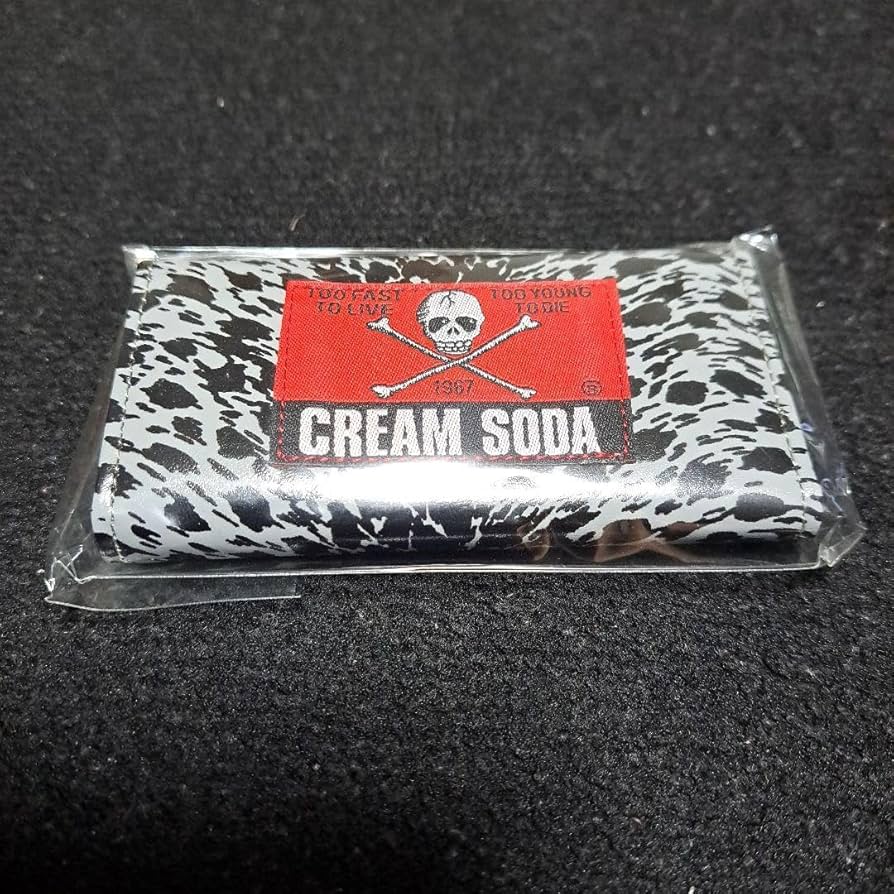 TOO FAST TOO YOUNG
TO LIVE TO DIE
1967 ®
CREAM SODA